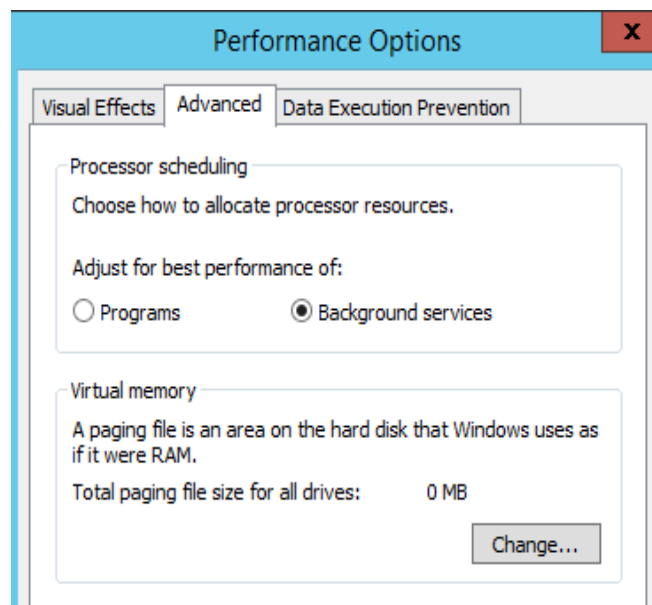 Performance Options
x
Visual Effects Advanced Data Execution Prevention
Processor scheduling
Choose how to allocate processor resources.
Adjust for best performance of:
Programs Background services
Virtual memory
A paging file is an area on the hard disk that Windows uses as
if it were RAM.
Total paging file size for all drives: 0 MB
Change...